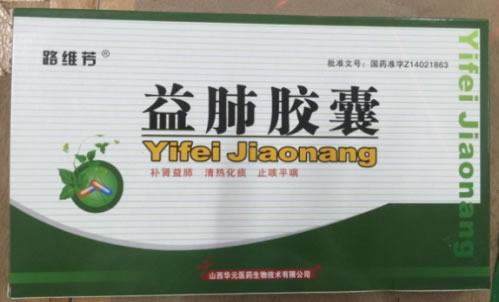 路维芳®
批准文号：国药准字Z14021863
益肺胶囊
Yifei Jiaonang
补肾益肺 清热化痰 止咳平喘
山西华元医药生物技术有限公司
Yifei Jiaonang